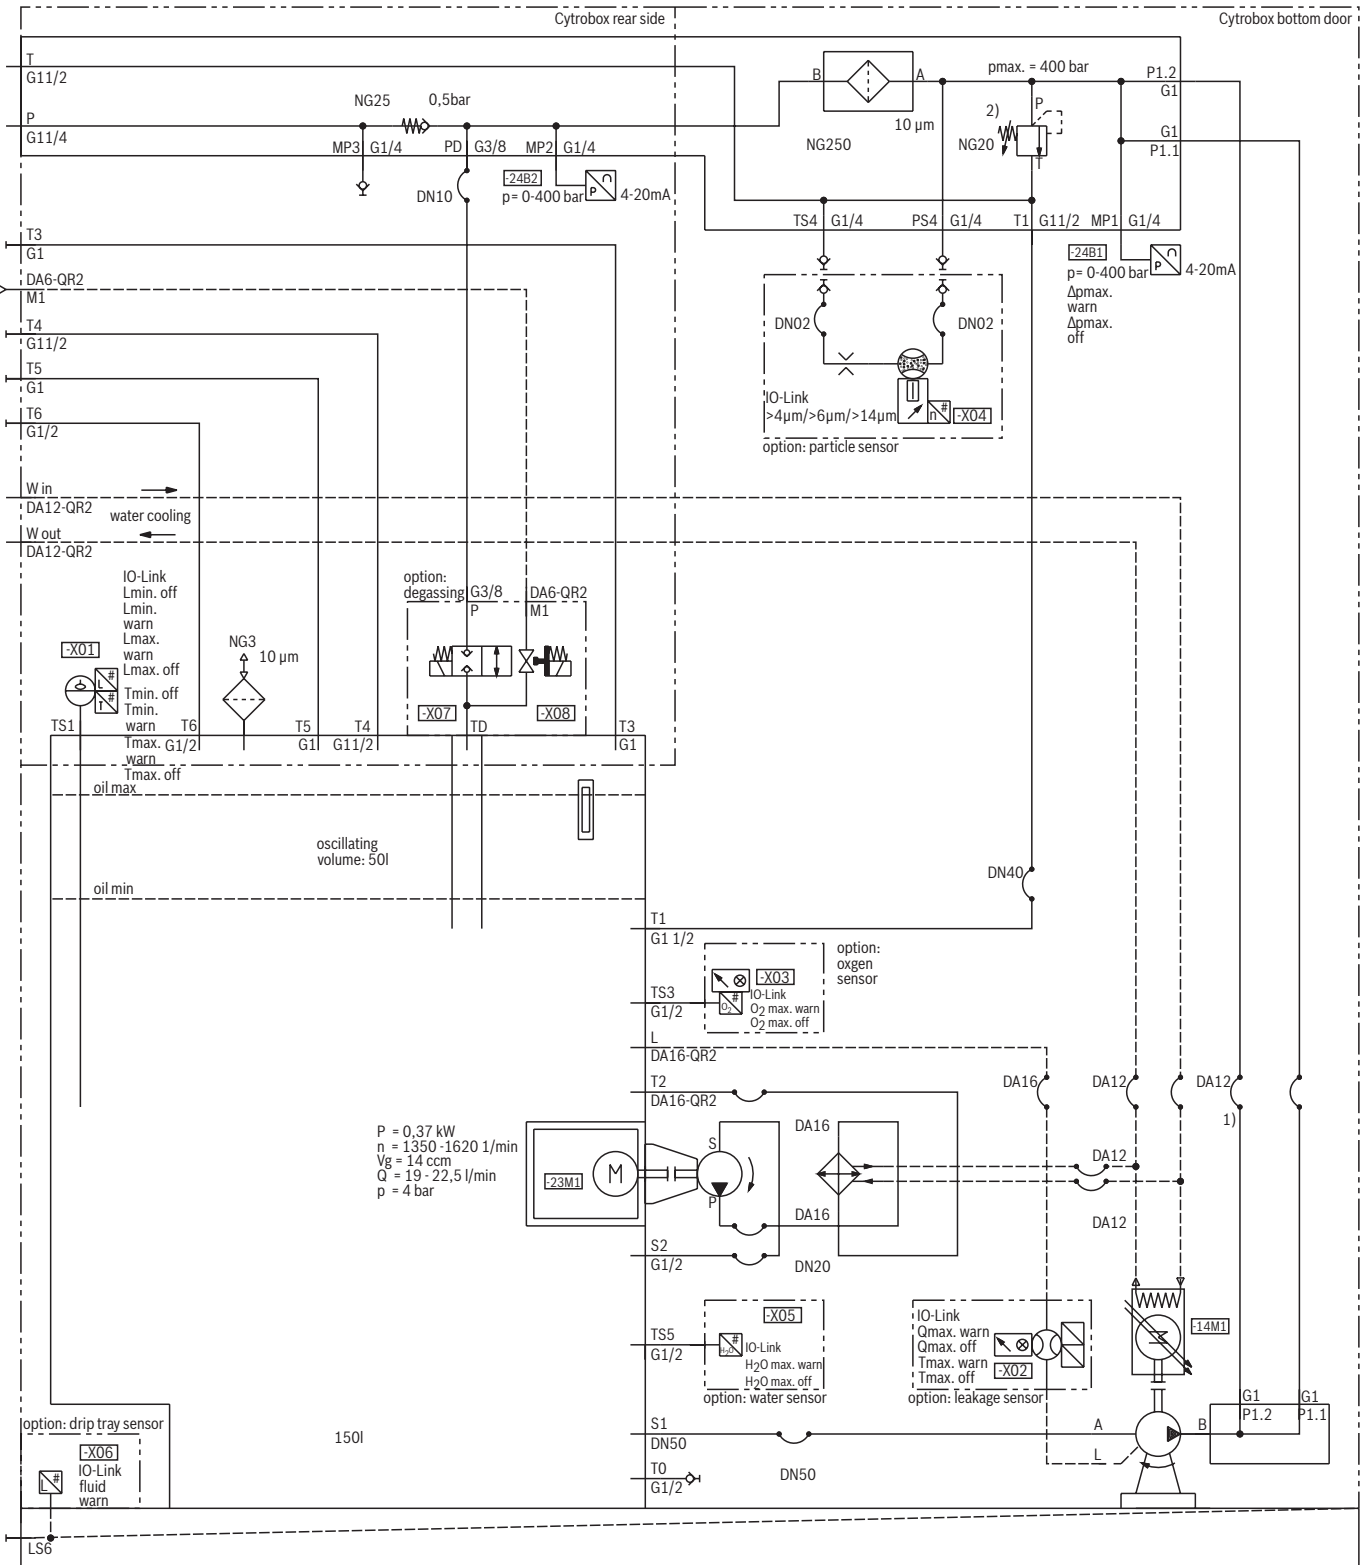 Cytrobox rear side
Cytrobox bottom door
T
G11/2
P
G11/4
NG25
0,5bar
MP3
G1/4
PD
G3/8
MP2
G1/4
DN10
-24B2
p= 0-400 bar
P
4-20mA
B
A
10 µm
NG250
pmax. = 400 bar
2)
P
NG20
P1.2
G1
G1
P1.1
TS4
G1/4
PS4
G1/4
T1
G11/2
MP1
G1/4
-24B1
p= 0-400 bar
Δpmax.
warn
Δpmax.
off
P
4-20mA
T3
G1
DA6-QR2
M1
T4
G11/2
T5
G1
T6
G1/2
DN02
DN02
IO-Link
>4µm/>6µm/>14µm
n
#
-X04
option: particle sensor
W in
DA12-QR2
water cooling
W out
DA12-QR2
IO-Link
Lmin. off
Lmin.
warn
Lmax.
warn
Lmax. off
Tmin. off
Tmin.
warn
Tmax.
warn
Tmax. off
-X01
L
#
T
#
TS1
NG3
10 µm
option:
degassing
G3/8
P
DA6-QR2
M1
-X07
-X08
T6
G1/2
T5
G1
T4
G11/2
TD
T3
G1
oil max
oscillating
volume: 50l
oil min
DN40
T1
G1 1/2
option:
oxgen
sensor
-X03
O2
#
IO-Link
O2 max. warn
O2 max. off
TS3
G1/2
L
DA16-QR2
T2
DA16-QR2
DA16
DA12
DA12
1)
P = 0,37 kW
n = 1350 -1620 1/min
Vg = 14 ccm
Q = 19 - 22,5 l/min
p = 4 bar
-23M1
M
S
P
DA16
DA16
DA12
DA12
S2
G1/2
DN20
TS5
G1/2
-X05
H2O
#
IO-Link
H2O max. warn
H2O max. off
option: water sensor
IO-Link
Qmax. warn
Qmax. off
Tmax. warn
Tmax. off
-X02
option: leakage sensor
-14M1
G1
P1.2
G1
P1.1
option: drip tray sensor
-X06
IO-Link
fluid
warn
L
#
150l
S1
DN50
A
B
L
T0
G1/2
DN50
LS6